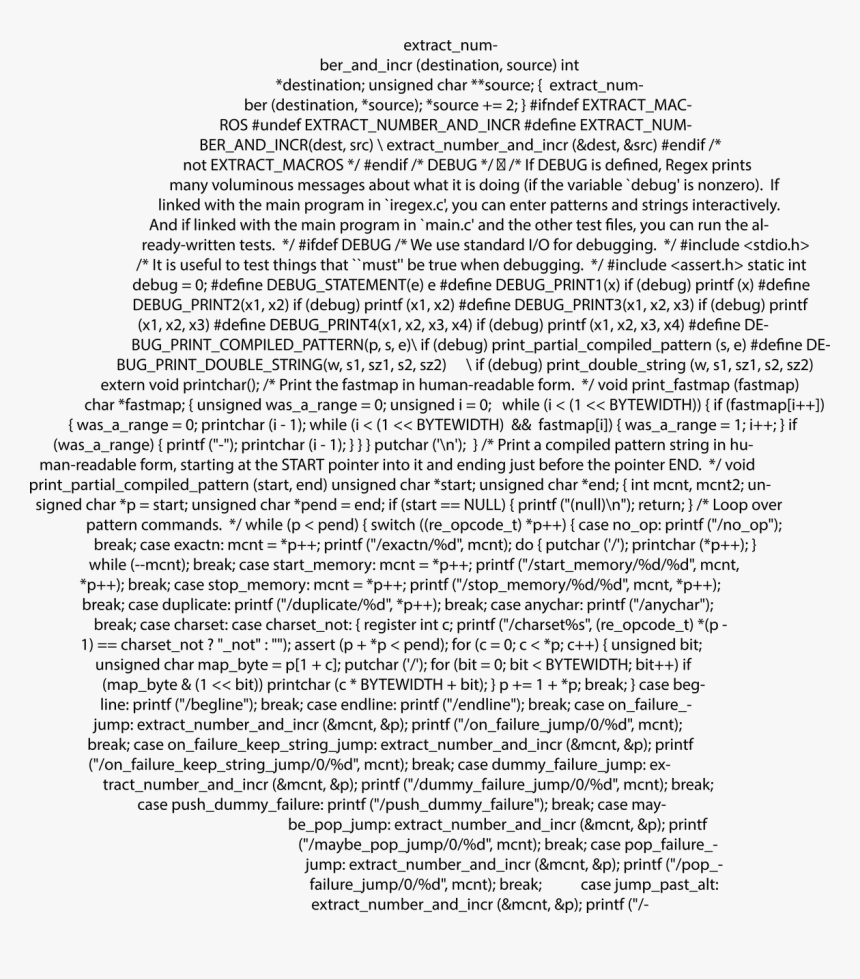 extract_num-
ber_and_incr (destination, source) int
*destination; unsigned char **source; {  extract_num-
ber (destination, *source); *source += 2; } #ifndef EXTRACT_MAC-
ROS #undef EXTRACT_NUMBER_AND_INCR #define EXTRACT_NUM-
BER_AND_INCR(dest, src) \ extract_number_and_incr (&dest, &src) #endif /*
not EXTRACT_MACROS */ #endif /* DEBUG */ /* If DEBUG is defined, Regex prints
many voluminous messages about what it is doing (if the variable `debug' is nonzero).  If
linked with the main program in `iregex.c', you can enter patterns and strings interactively.
And if linked with the main program in `main.c' and the other test files, you can run the al-
ready-written tests.  */ #ifdef DEBUG /* We use standard I/O for debugging.  */ #include <stdio.h>
/* It is useful to test things that ``must'' be true when debugging.  */ #include <assert.h> static int
debug = 0; #define DEBUG_STATEMENT(e) e #define DEBUG_PRINT1(x) if (debug) printf (x) #define
DEBUG_PRINT2(x1, x2) if (debug) printf (x1, x2) #define DEBUG_PRINT3(x1, x2, x3) if (debug) printf
(x1, x2, x3) #define DEBUG_PRINT4(x1, x2, x3, x4) if (debug) printf (x1, x2, x3, x4) #define DE-
BUG_PRINT_COMPILED_PATTERN(p, s, e)\ if (debug) print_partial_compiled_pattern (s, e) #define DE-
BUG_PRINT_DOUBLE_STRING(w, s1, sz1, s2, sz2)     \ if (debug) print_double_string (w, s1, sz1, s2, sz2)
extern void printchar(); /* Print the fastmap in human-readable form.  */ void print_fastmap (fastmap)
char *fastmap; { unsigned was_a_range = 0; unsigned i = 0;   while (i < (1 << BYTEWIDTH)) { if (fastmap[i++])
{ was_a_range = 0; printchar (i - 1); while (i < (1 << BYTEWIDTH)  &&  fastmap[i]) { was_a_range = 1; i++; } if
(was_a_range) { printf ("-"); printchar (i - 1); } } } putchar ('\n');  } /* Print a compiled pattern string in hu-
man-readable form, starting at the START pointer into it and ending just before the pointer END.  */ void
print_partial_compiled_pattern (start, end) unsigned char *start; unsigned char *end; { int mcnt, mcnt2; un-
signed char *p = start; unsigned char *pend = end; if (start == NULL) { printf ("(null)\n"); return; } /* Loop over
pattern commands.  */ while (p < pend) { switch ((re_opcode_t) *p++) { case no_op: printf ("/no_op");
break; case exactn: mcnt = *p++; printf ("/exactn/%d", mcnt); do { putchar ('/'); printchar (*p++); }
while (--mcnt); break; case start_memory: mcnt = *p++; printf ("/start_memory/%d/%d", mcnt,
*p++); break; case stop_memory: mcnt = *p++; printf ("/stop_memory/%d/%d", mcnt, *p++);
break; case duplicate: printf ("/duplicate/%d", *p++); break; case anychar: printf ("/anychar");
break; case charset: case charset_not: { register int c; printf ("/charset%s", (re_opcode_t) *(p -
1) == charset_not ? "_not" : ""); assert (p + *p < pend); for (c = 0; c < *p; c++) { unsigned bit;
unsigned char map_byte = p[1 + c]; putchar ('/'); for (bit = 0; bit < BYTEWIDTH; bit++) if
(map_byte & (1 << bit)) printchar (c * BYTEWIDTH + bit); } p += 1 + *p; break; } case beg-
line: printf ("/begline"); break; case endline: printf ("/endline"); break; case on_failure_-
jump: extract_number_and_incr (&mcnt, &p); printf ("/on_failure_jump/0/%d", mcnt);
break; case on_failure_keep_string_jump: extract_number_and_incr (&mcnt, &p); printf
("/on_failure_keep_string_jump/0/%d", mcnt); break; case dummy_failure_jump: ex-
tract_number_and_incr (&mcnt, &p); printf ("/dummy_failure_jump/0/%d", mcnt); break;
case push_dummy_failure: printf ("/push_dummy_failure"); break; case may-
be_pop_jump: extract_number_and_incr (&mcnt, &p); printf
("/maybe_pop_jump/0/%d", mcnt); break; case pop_failure_-
jump: extract_number_and_incr (&mcnt, &p); printf ("/pop_-
failure_jump/0/%d", mcnt); break;          case jump_past_alt:
extract_number_and_incr (&mcnt, &p); printf ("/-